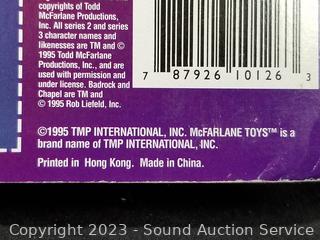 copyrights of Todd
McFarlane Productions,
Inc. All series 2 and series
3 character names and
likenesses are TM and ©
1995 Todd McFarlane
Productions, Inc., and are
used with permission and
under license. Badrock and
Chapel are TM and
© 1995 Rob Liefeld, Inc.
7 87926 10126 3
©1995 TMP INTERNATIONAL, INC. McFARLANE TOYS™ is a
brand name of TMP INTERNATIONAL, INC.
Printed in Hong Kong. Made in China.
Copyright 2023 - Sound Auction Service